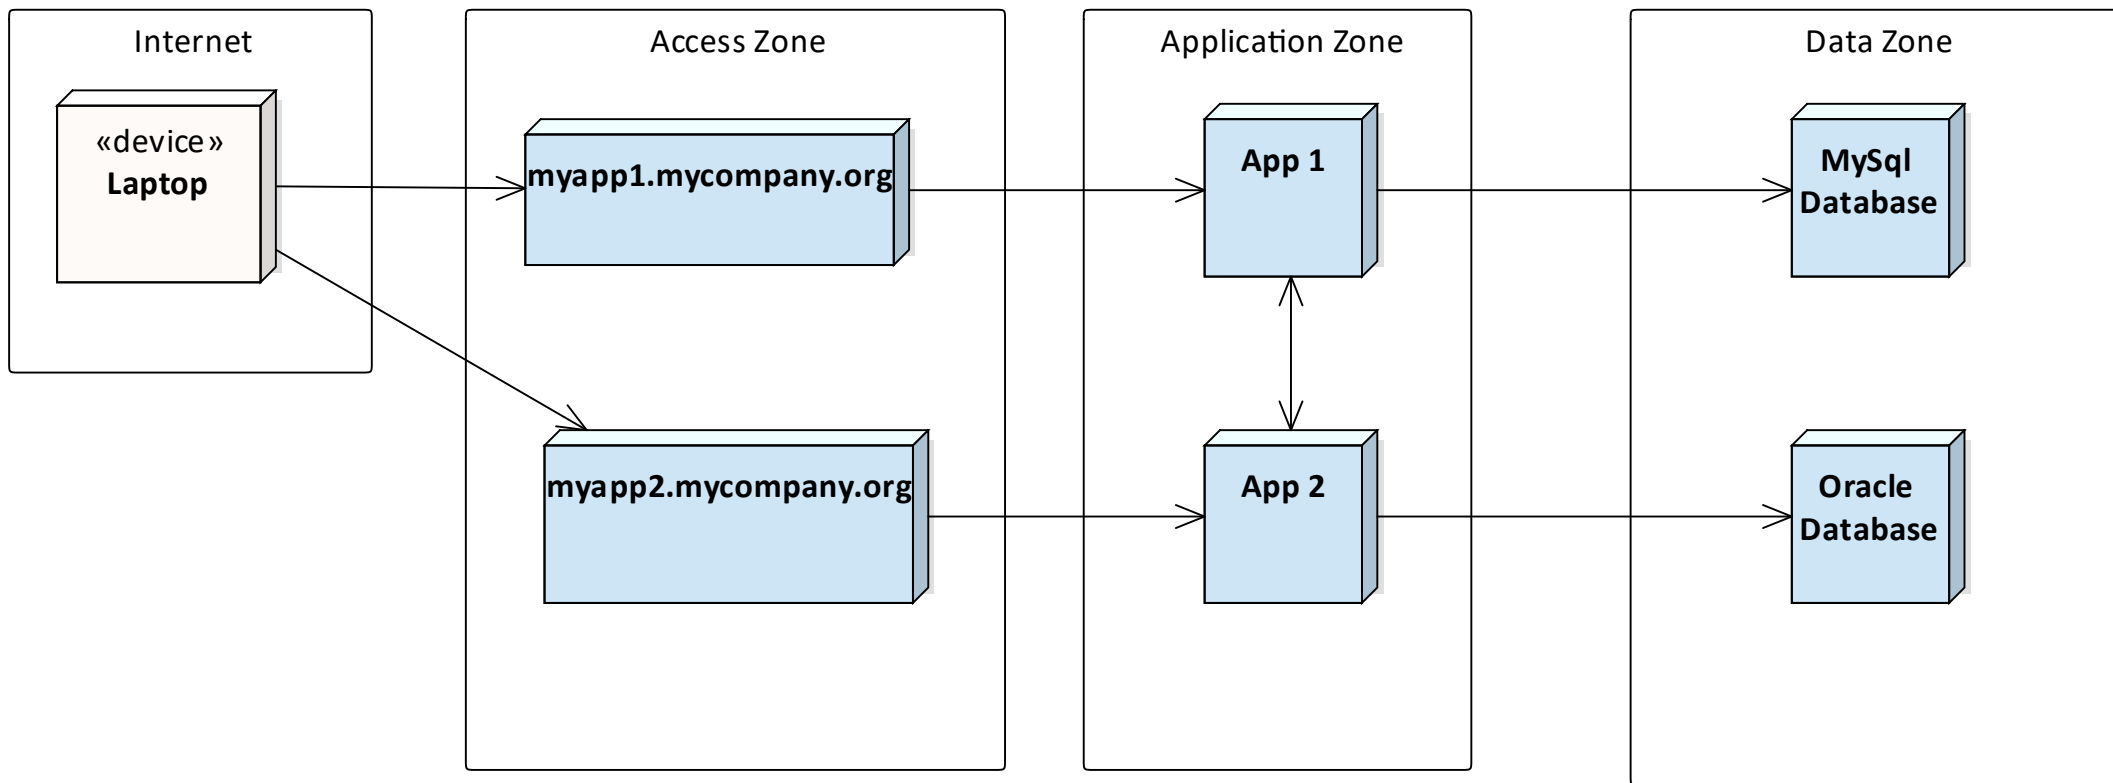 Internet
Access Zone
Application Zone
Data Zone
«device»
Laptop
myapp1.mycompany.org
App 1
MySql
Database
myapp2.mycompany.org
App 2
Oracle
Database